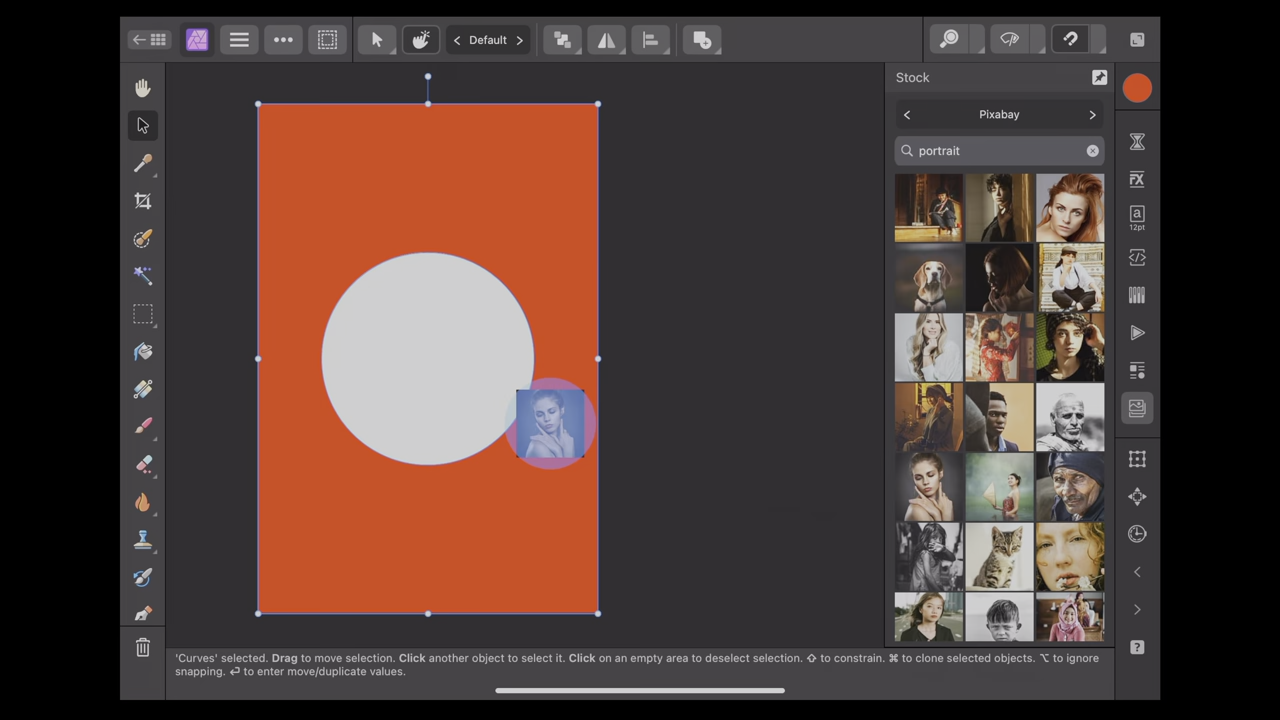 Default
Stock
Pixabay
portrait
a
12pt
'Curves' selected. Drag to move selection. Click another object to select it. Click on an empty area to deselect selection. ⇧ to constrain. ⌘ to clone selected objects. ⌥ to ignore
snapping. ⏎ to enter move/duplicate values.